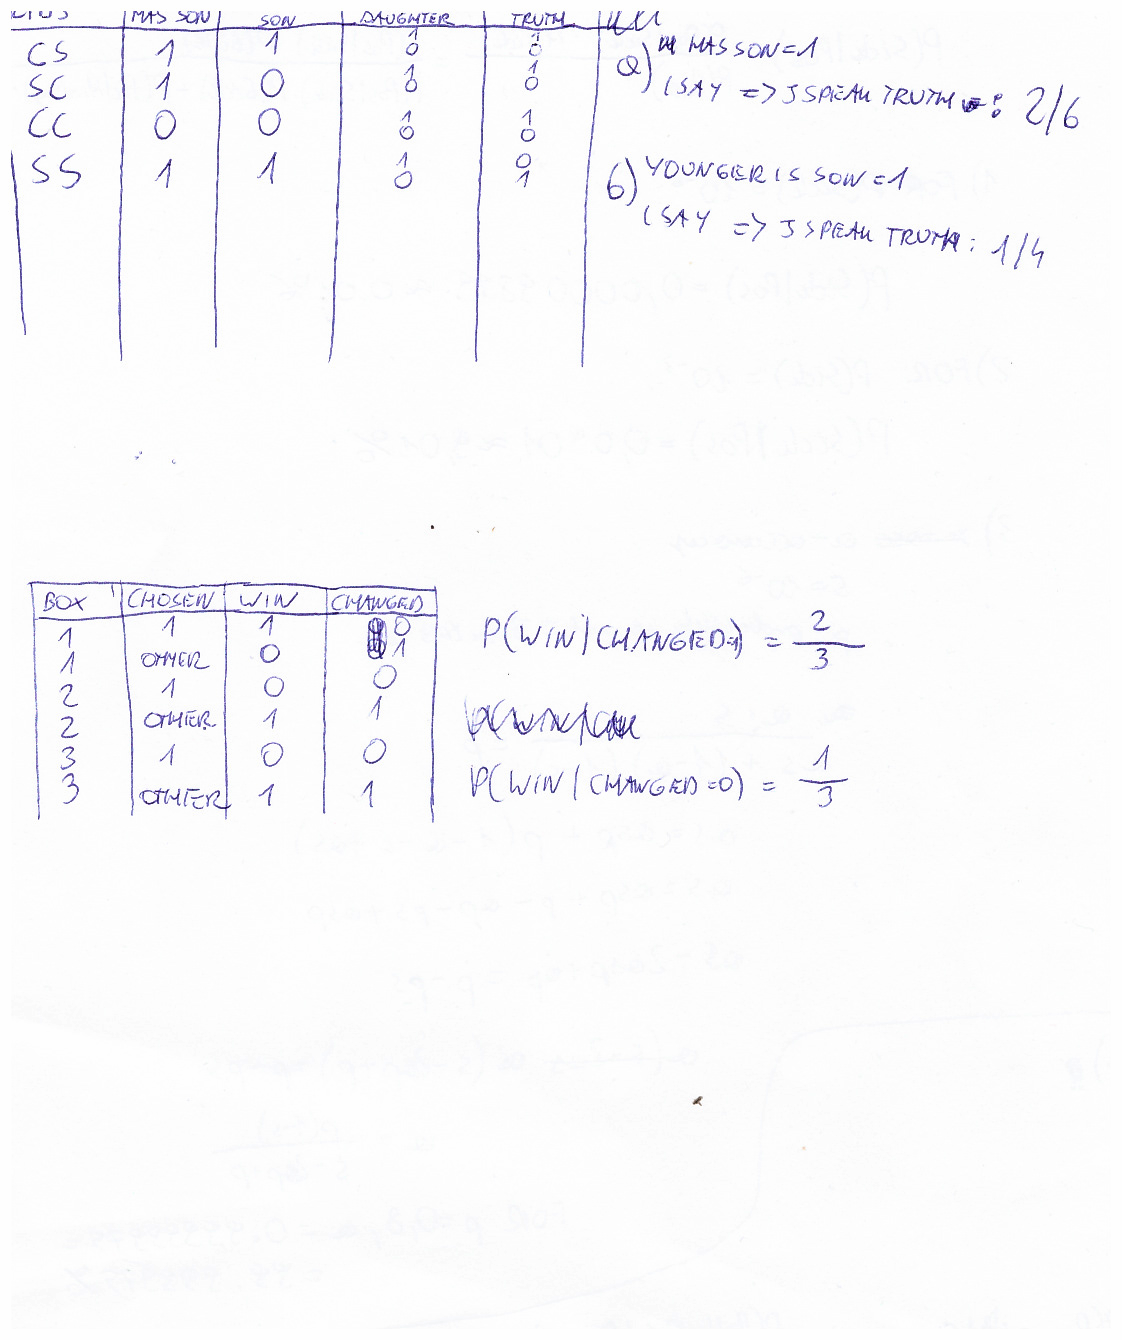 HAS SON SON DAUGHTER TRUTH
CS 1 1 1 0 1 0
SC 1 0 1 0 1 0
CC 0 0 1 0 1 0
SS 1 1 1 0 0 1
a) HAS SON = 1
I SAY => I SPEAK TRUTH : 2/6
b) YOUNGER IS SON = 1
I SAY => I SPEAK TRUTH : 1/4
BOX CHOSEN WIN CHANGED
1 1 1 0
1 OTHER 0 1
2 1 0 0
2 OTHER 1 1
3 1 0 0
3 OTHER 1 1
P(WIN | CHANGED=1) = 2/3
P(WIN | CHANGED=0) = 1/3